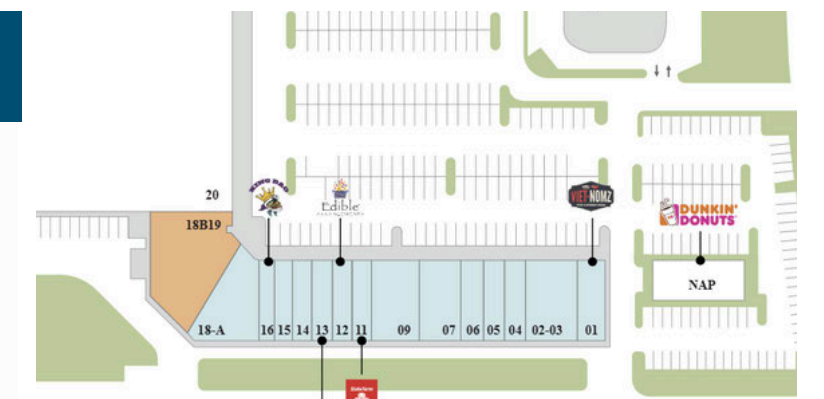 20
KING BAO
Edible
VIET-NOMZ
DUNKIN'
DONUTS
18B19
NAP
18-A
16 15 14 13 12 11 09 07 06 05 04 02-03 01
StateFarm